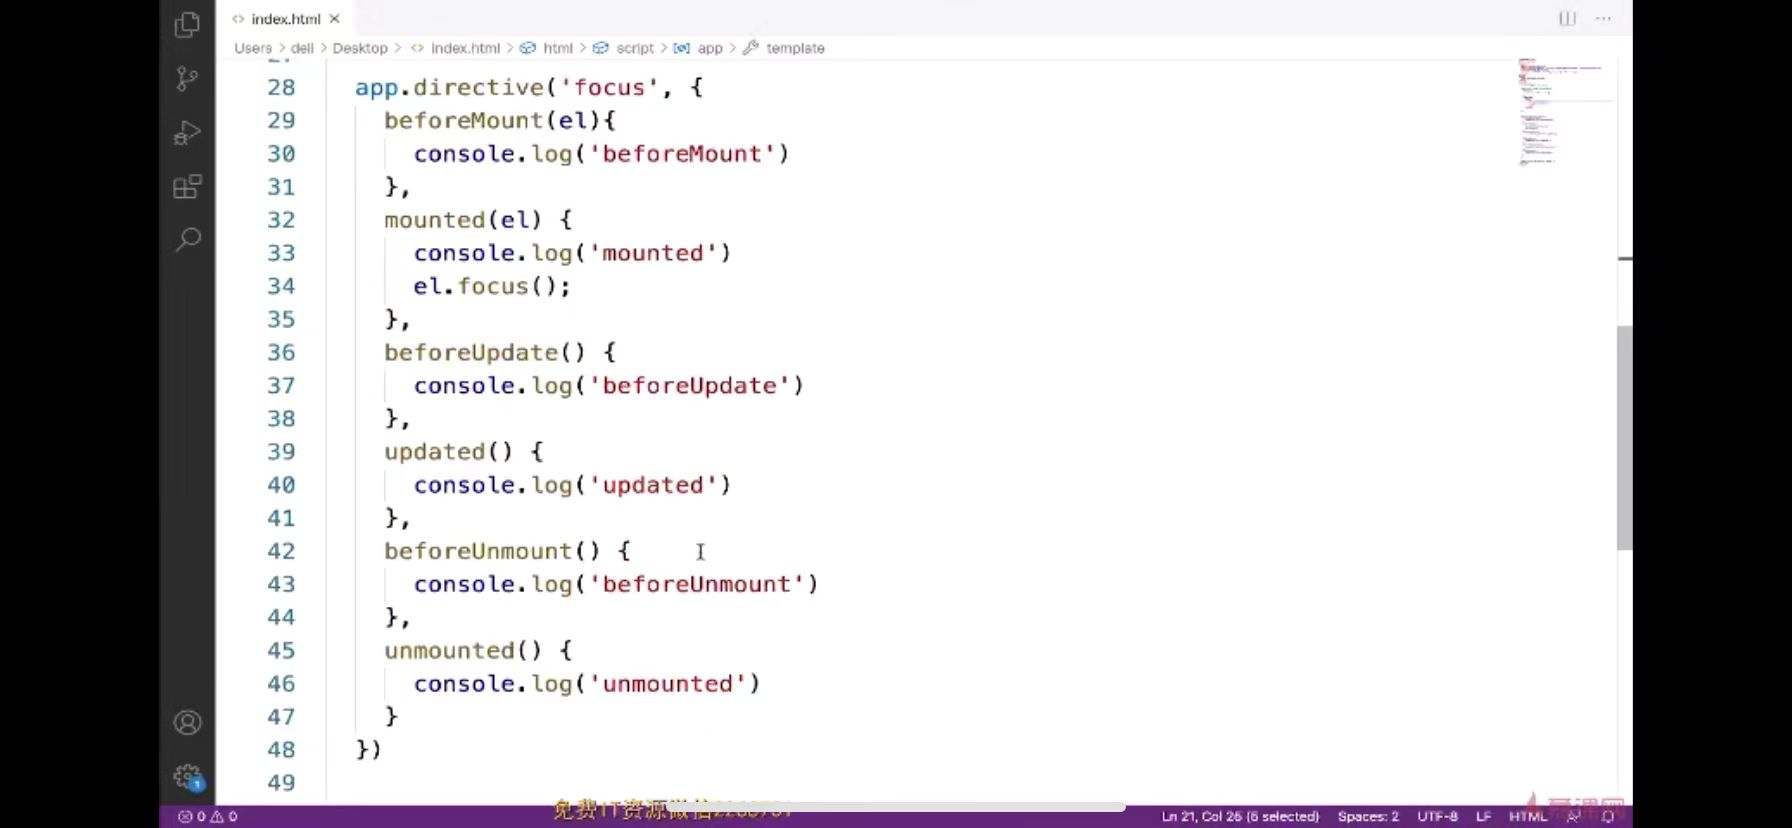 index.html
Users > dell > Desktop > index.html > html > script > app > template
28 app.directive('focus', {
29 beforeMount(el){
30 console.log('beforeMount')
31 },
32 mounted(el) {
33 console.log('mounted')
34 el.focus();
35 },
36 beforeUpdate() {
37 console.log('beforeUpdate')
38 },
39 updated() {
40 console.log('updated')
41 },
42 beforeUnmount() {
43 console.log('beforeUnmount')
44 },
45 unmounted() {
46 console.log('unmounted')
47 }
48 })
49
0 0 免费IT资源微信 Ln 21, Col 26 (6 selected) Spaces: 2 UTF-8 LF HTML
1